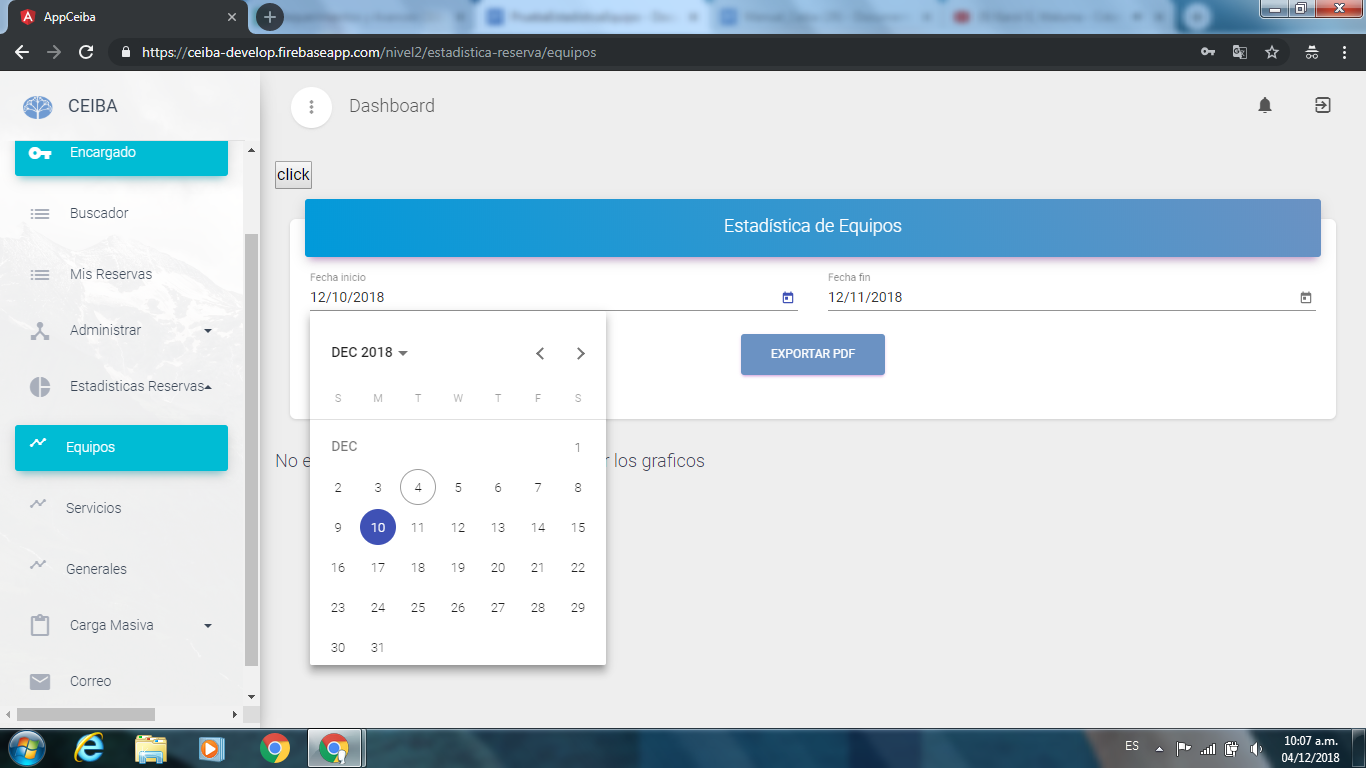 AppCeiba
https://ceiba-develop.firebaseapp.com/nivel2/estadistica-reserva/equipos
CEIBA
Dashboard
Encargado
Buscador
Mis Reservas
Administrar
Estadisticas Reservas
Equipos
Servicios
Generales
Carga Masiva
Correo
click
Estadística de Equipos
Fecha inicio
12/10/2018
Fecha fin
12/11/2018
EXPORTAR PDF
DEC 2018
S M T W T F S
DEC 1
2 3 4 5 6 7 8
9 10 11 12 13 14 15
16 17 18 19 20 21 22
23 24 25 26 27 28 29
30 31
No
los graficos
ES
10:07 a.m.
04/12/2018